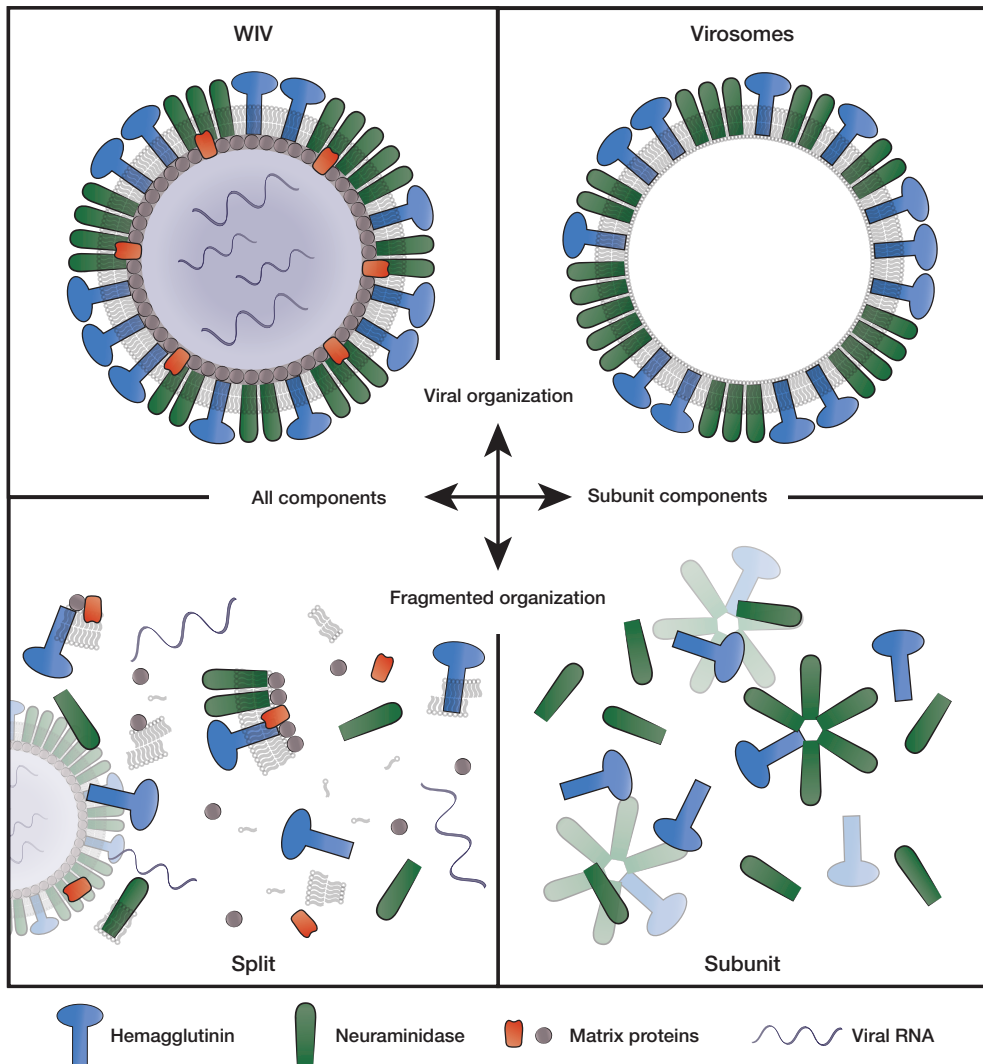 WIV
Virosomes
Viral organization
All components
Subunit components
Fragmented organization
Split
Subunit
Hemagglutinin
Neuraminidase
Matrix proteins
Viral RNA